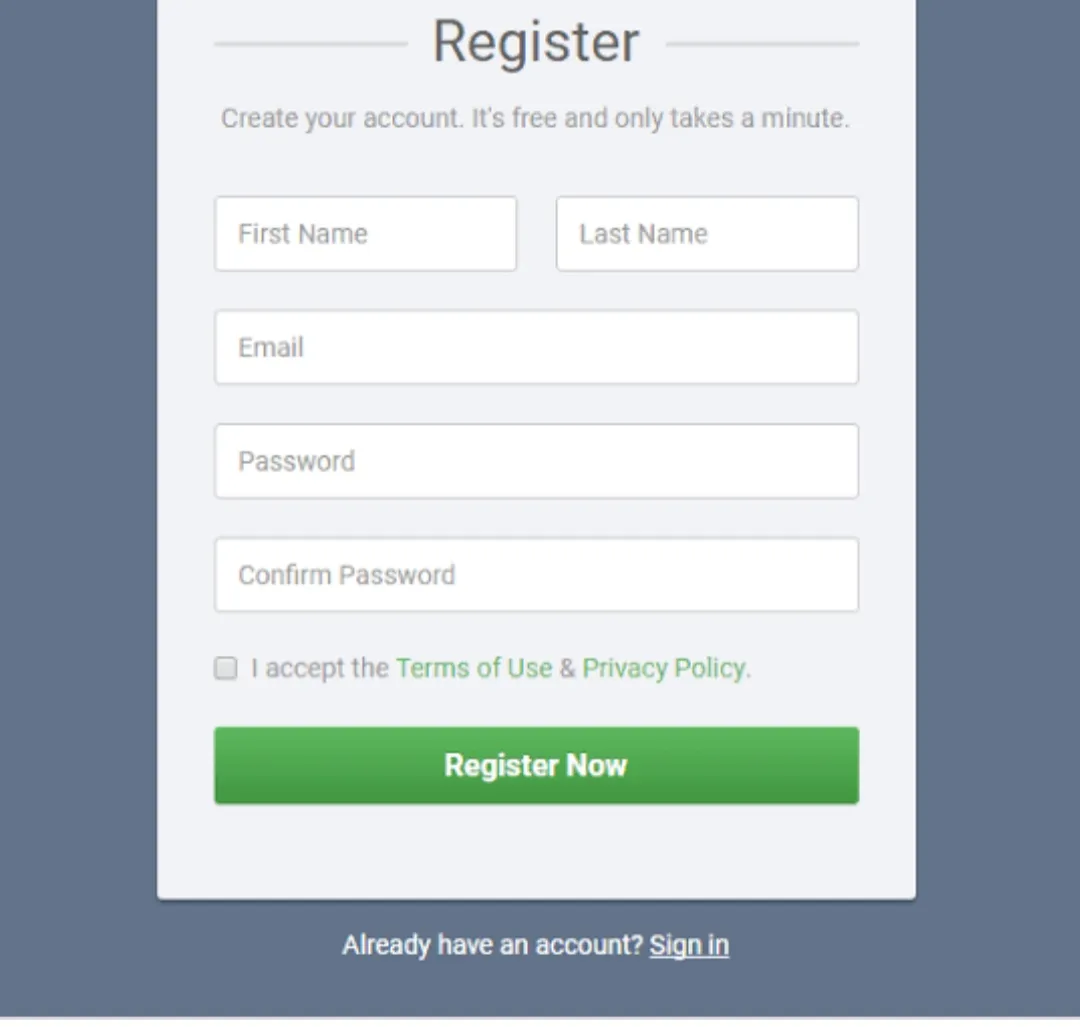 Register
Create your account. It's free and only takes a minute.
First Name
Last Name
Email
Password
Confirm Password
I accept the Terms of Use & Privacy Policy.
Register Now
Already have an account? Sign in